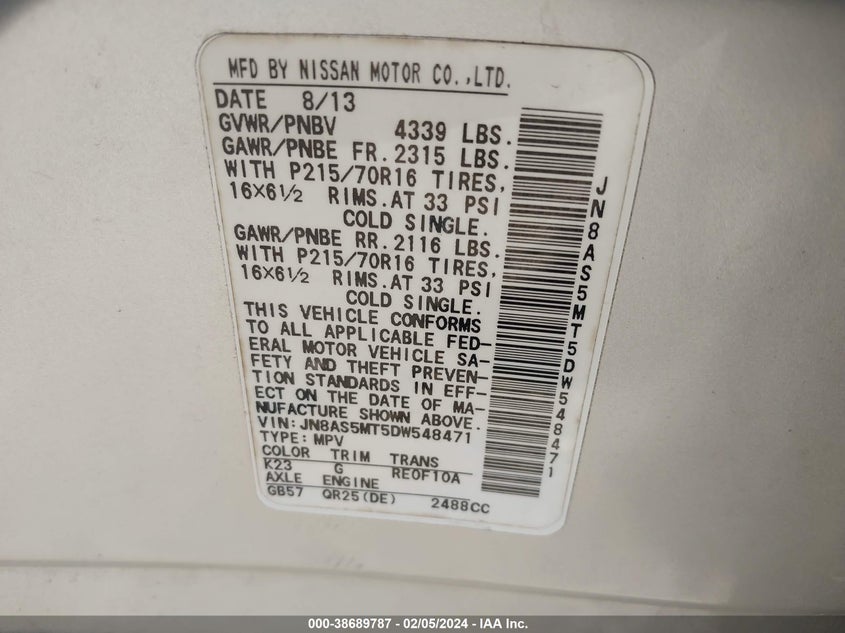 MFD BY NISSAN MOTOR CO.,LTD.
DATE 8/13
GVWR/PNBV 4339 LBS.
GAWR/PNBE FR.2315 LBS.
WITH P215/70R16 TIRES,
16X6½ RIMS.AT 33 PSI
COLD SINGLE.
GAWR/PNBE RR.2116 LBS.
WITH P215/70R16 TIRES,
16X6½ RIMS.AT 33 PSI
COLD SINGLE.
THIS VEHICLE CONFORMS
TO ALL APPLICABLE FED-
ERAL MOTOR VEHICLE SA-
FETY AND THEFT PREVEN-
TION STANDARDS IN EFF-
ECT ON THE DATE OF MA-
NUFACTURE SHOWN ABOVE.
VIN:JN8AS5MT5DW548471
TYPE:MPV
COLOR TRIM TRANS
K23 G RE0F10A
AXLE ENGINE
GB57 QR25(DE) 2488CC
JN8AS5MT5DW548471
000-38689787 - 02/05/2024 - IAA Inc.